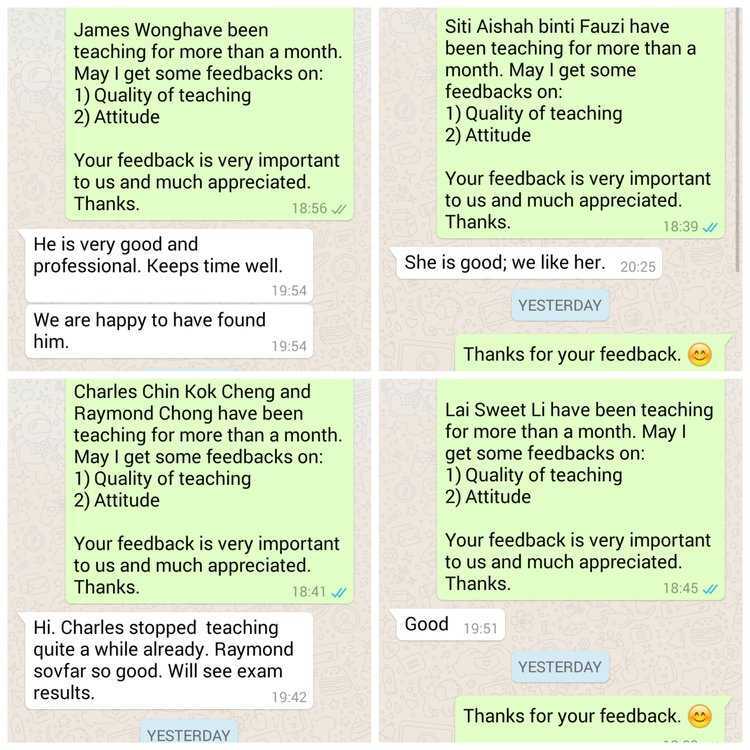 James Wonghave been
teaching for more than a month.
May I get some feedbacks on:
1) Quality of teaching
2) Attitude
Your feedback is very important
to us and much appreciated.
Thanks.
18:56
He is very good and
professional. Keeps time well.
19:54
We are happy to have found
him.
19:54
Siti Aishah binti Fauzi have
been teaching for more than a
month. May I get some
feedbacks on:
1) Quality of teaching
2) Attitude
Your feedback is very important
to us and much appreciated.
Thanks.
18:39
She is good; we like her.
20:25
YESTERDAY
Thanks for your feedback. 😊
Charles Chin Kok Cheng and
Raymond Chong have been
teaching for more than a month.
May I get some feedbacks on:
1) Quality of teaching
2) Attitude
Your feedback is very important
to us and much appreciated.
Thanks.
18:41
Hi. Charles stopped teaching
quite a while already. Raymond
sovfar so good. Will see exam
results.
19:42
YESTERDAY
Lai Sweet Li have been teaching
for more than a month. May I
get some feedbacks on:
1) Quality of teaching
2) Attitude
Your feedback is very important
to us and much appreciated.
Thanks.
18:45
Good
19:51
YESTERDAY
Thanks for your feedback. 😊